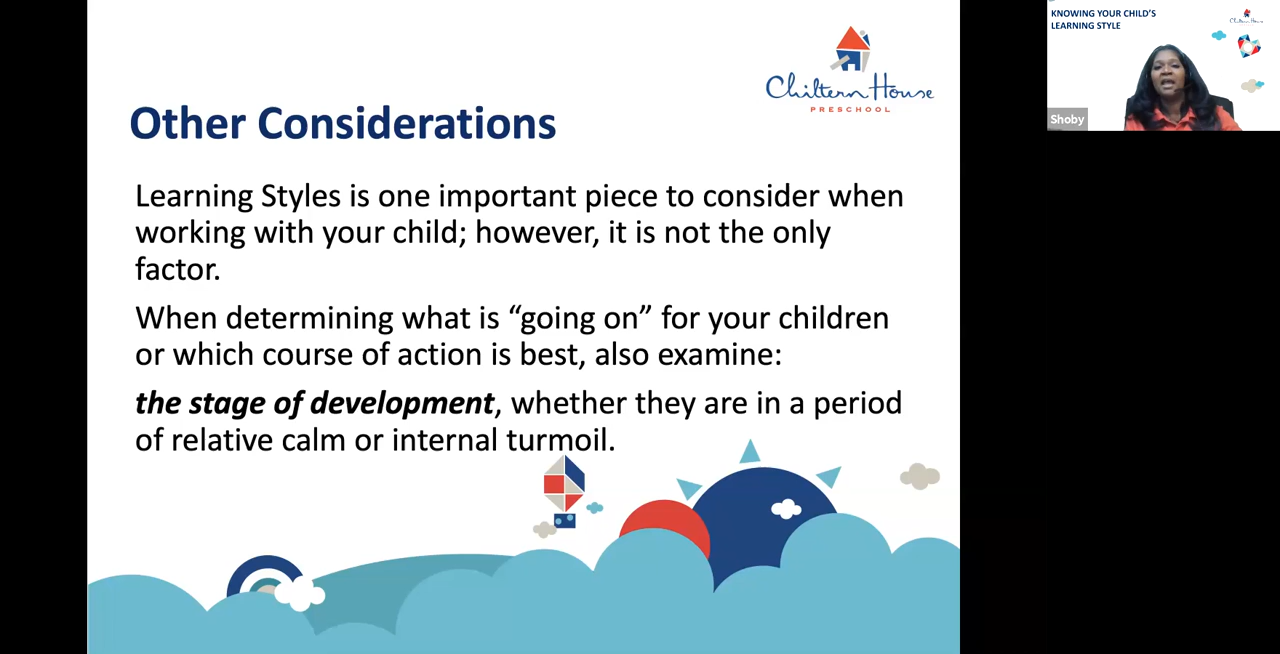 Other Considerations
Chiltern House
PRESCHOOL
Learning Styles is one important piece to consider when
working with your child; however, it is not the only
factor.
When determining what is “going on” for your children
or which course of action is best, also examine:
the stage of development, whether they are in a period
of relative calm or internal turmoil.
KNOWING YOUR CHILD'S
LEARNING STYLE
Chiltern House
Shoby